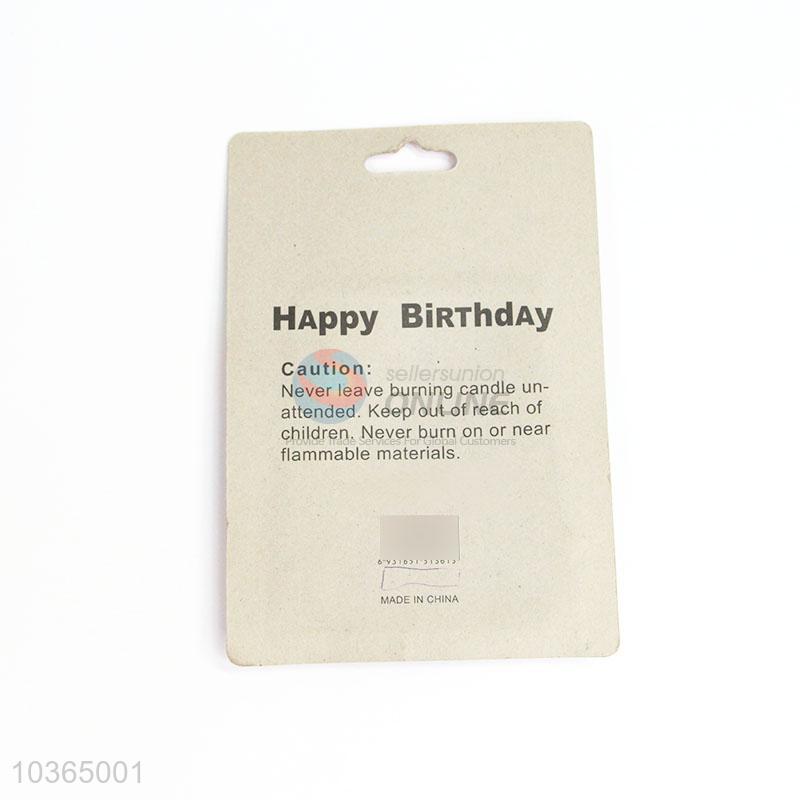 HAppy BiRThdAy
Caution:
sellersunion
Never leave burning candle un-
ONLINE
attended. Keep out of reach of
children. Never burn on or near
Provide Trade Services For Global Customers
flammable materials.
MADE IN CHINA
10365001